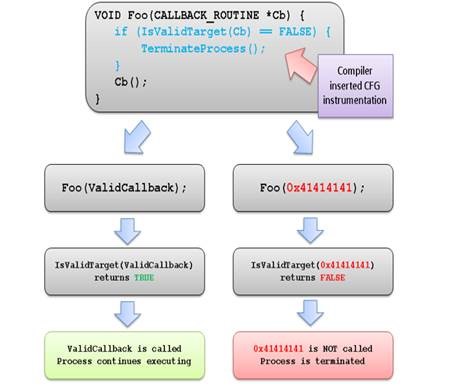 VOID Foo(CALLBACK_ROUTINE *Cb) {
if (IsValidTarget(Cb) == FALSE) {
TerminateProcess();
}
Cb();
}
Compiler
inserted CFG
instrumentation
Foo(ValidCallback);
Foo(0x41414141);
IsValidTarget(ValidCallback)
returns TRUE
IsValidTarget(0x41414141)
returns FALSE
ValidCallback is called
Process continues executing
0x41414141 is NOT called
Process is terminated